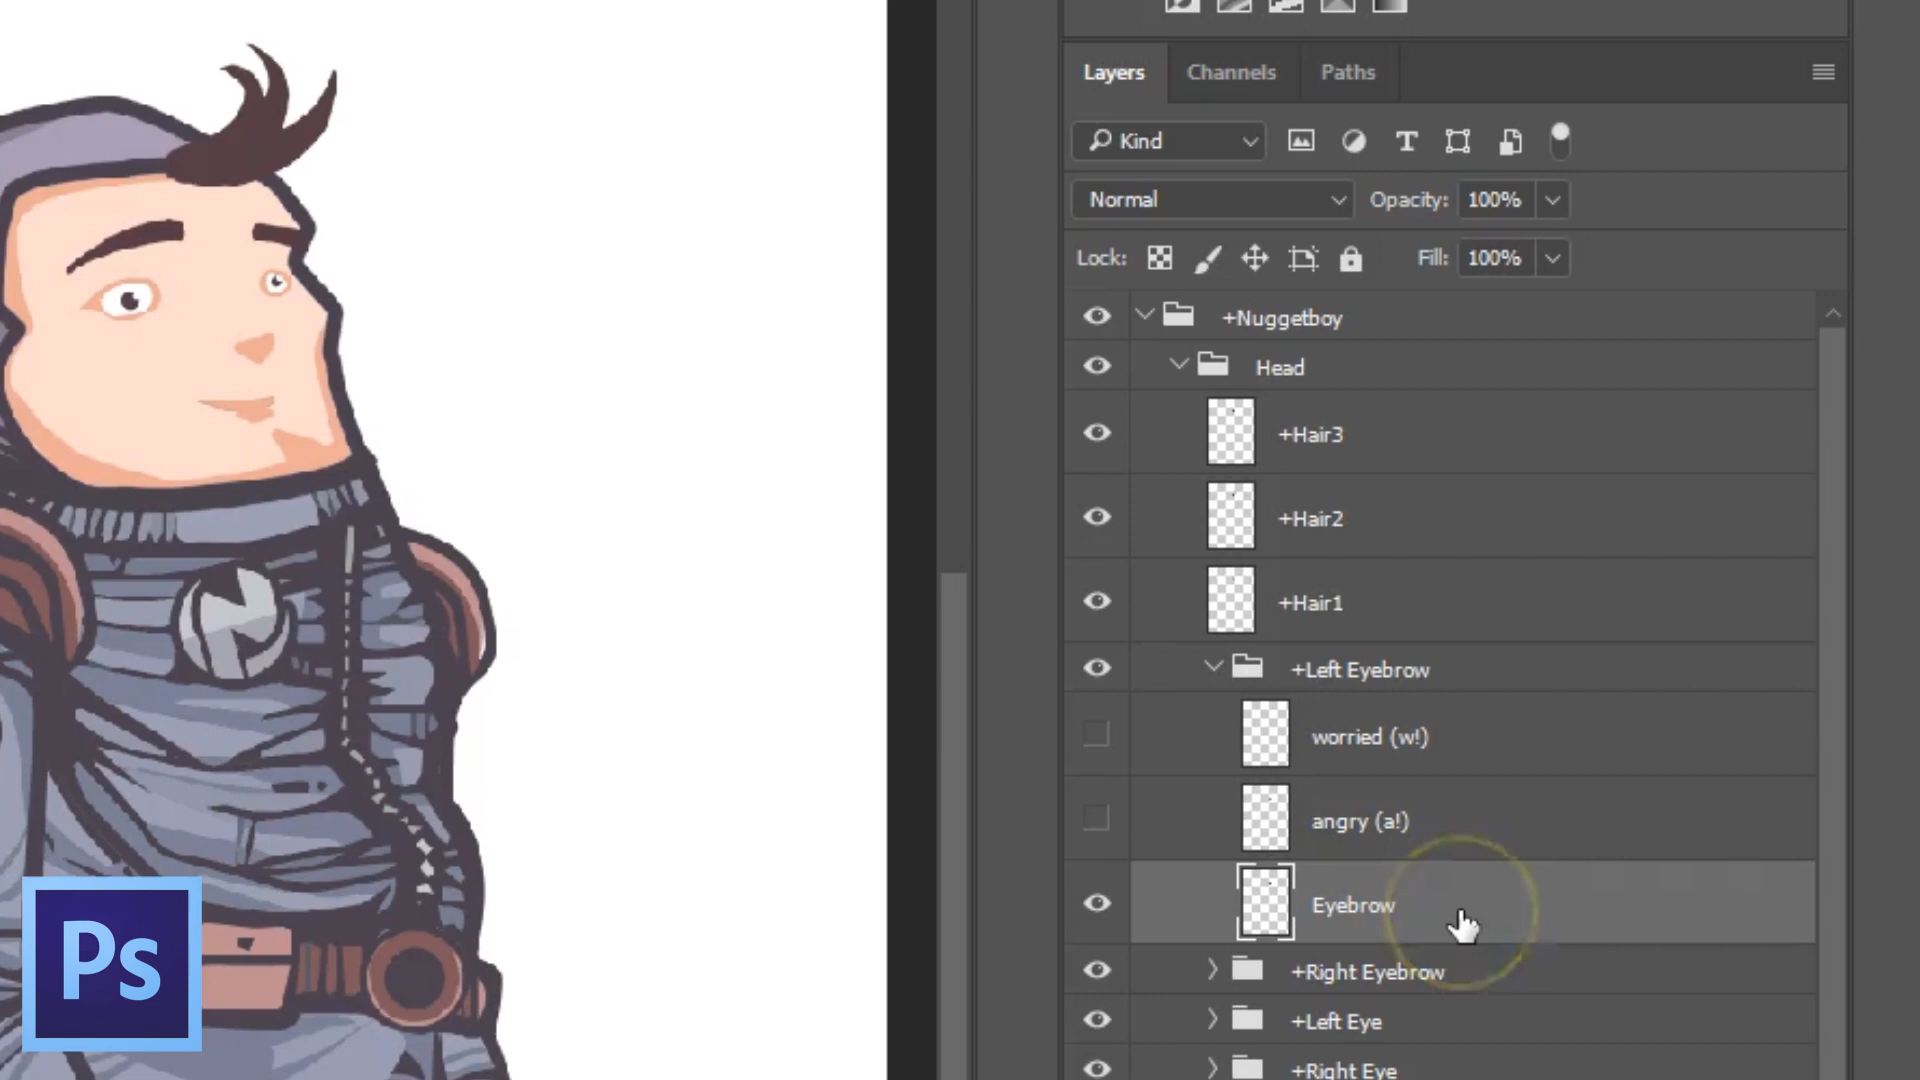 Layers Channels Paths
Kind
Normal Opacity: 100%
Lock: Fill: 100%
+Nuggetboy
Head
+Hair3
+Hair2
+Hair1
+Left Eyebrow
worried (w!)
angry (a!)
Eyebrow
+Right Eyebrow
+Left Eye
+Right Eye
N
Ps